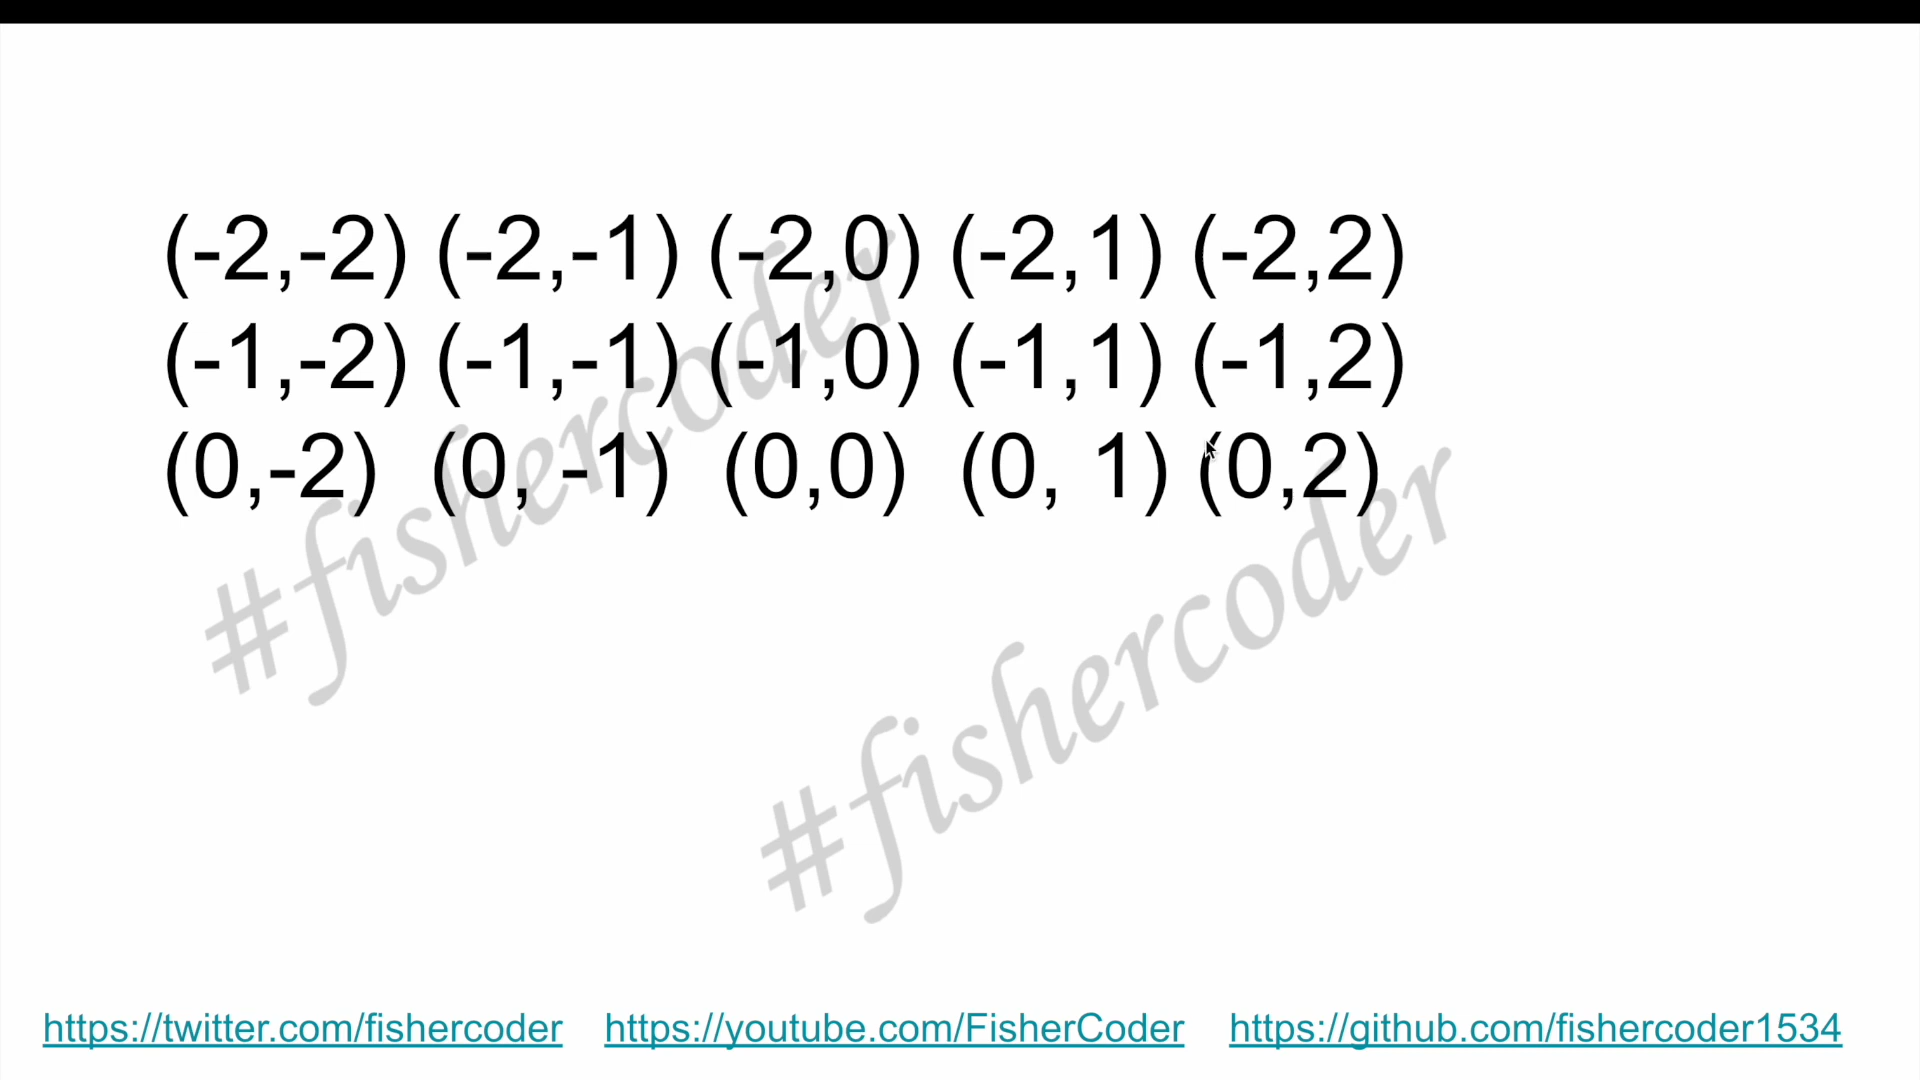 (-2,-2) (-2,-1) (-2,0) (-2,1) (-2,2)
(-1,-2) (-1,-1) (-1,0) (-1,1) (-1,2)
(0,-2) (0, -1) (0,0) (0, 1) (0,2)
#fishercoder
#fishercoder
https://twitter.com/fishercoder https://youtube.com/FisherCoder https://github.com/fishercoder1534